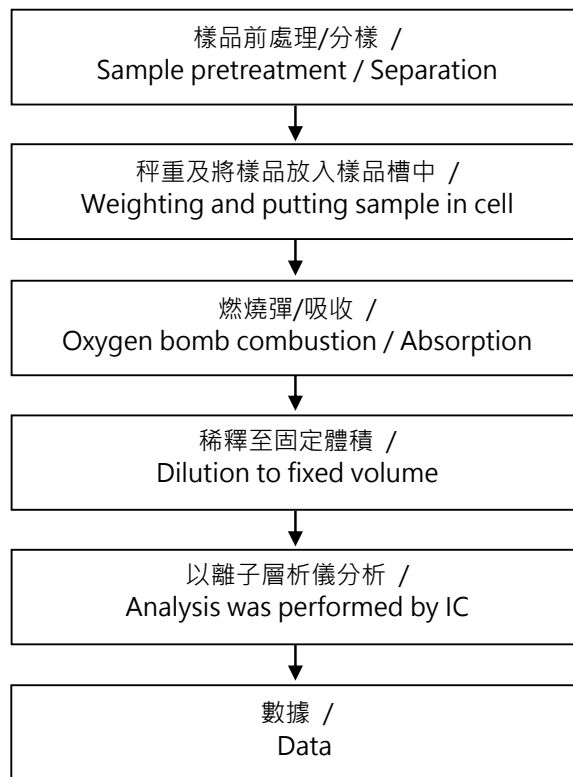 樣品前處理/分樣 /
Sample pretreatment / Separation
秤重及將樣品放入樣品槽中 /
Weighting and putting sample in cell
燃燒彈/吸收 /
Oxygen bomb combustion / Absorption
稀釋至固定體積 /
Dilution to fixed volume
以離子層析儀分析 /
Analysis was performed by IC
數據 /
Data